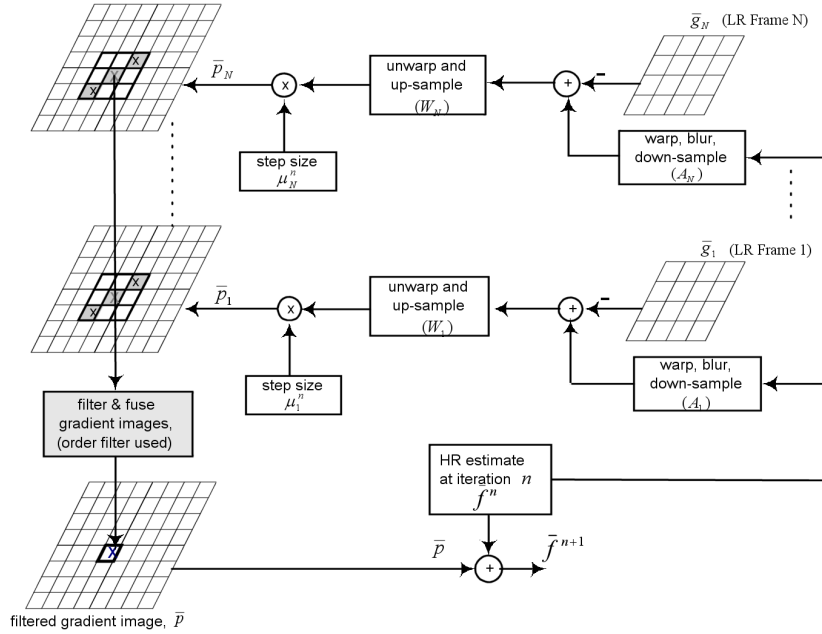 g̅_N (LR Frame N)
p̅_N
x
unwarp and
up-sample
(W_N)
+
-
x
x
x
step size
μ_N^n
warp, blur,
down-sample
(A_N)
g̅_1 (LR Frame 1)
p̅_1
x
unwarp and
up-sample
(W_1)
+
-
x
x
x
step size
μ_1^n
warp, blur,
down-sample
(A_1)
filter & fuse
gradient images,
(order filter used)
HR estimate
at iteration n
f̅^n
X
p̅
+
f̅^{n+1}
filtered gradient image, p̅